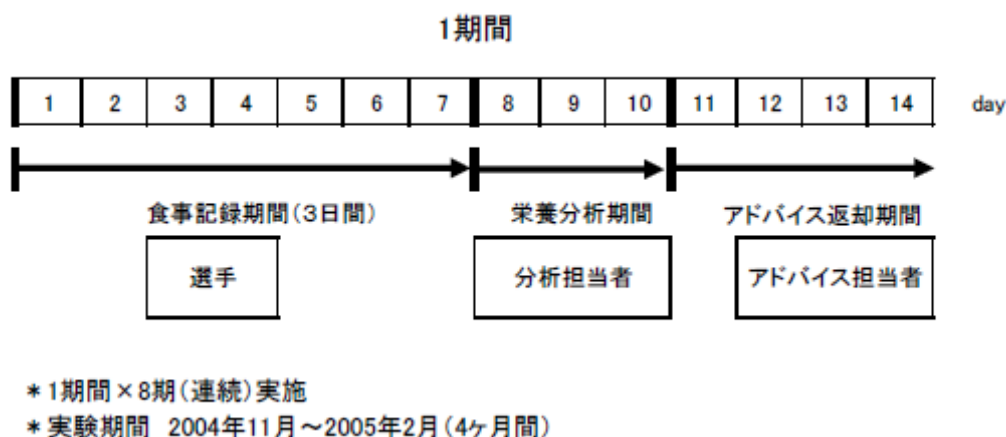 1期間
1 2 3 4 5 6 7 8 9 10 11 12 13 14 day
食事記録期間(3日間) 栄養分析期間 アドバイス返却期間
選手 分析担当者 アドバイス担当者
*1期間×8期(連続)実施
*実験期間 2004年11月～2005年2月(4ヶ月間)